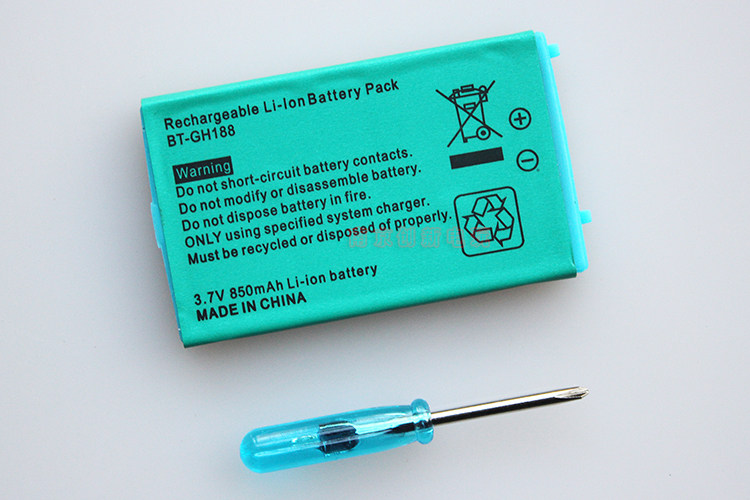 Rechargeable Li-Ion Battery Pack
BT-GH188
Warning
Do not short-circuit battery contacts.
Do not modify or disassemble battery.
Do not dispose battery in fire.
ONLY using specified system charger.
Must be recycled or disposed of properly.
3.7V 850mAh Li-ion battery
MADE IN CHINA